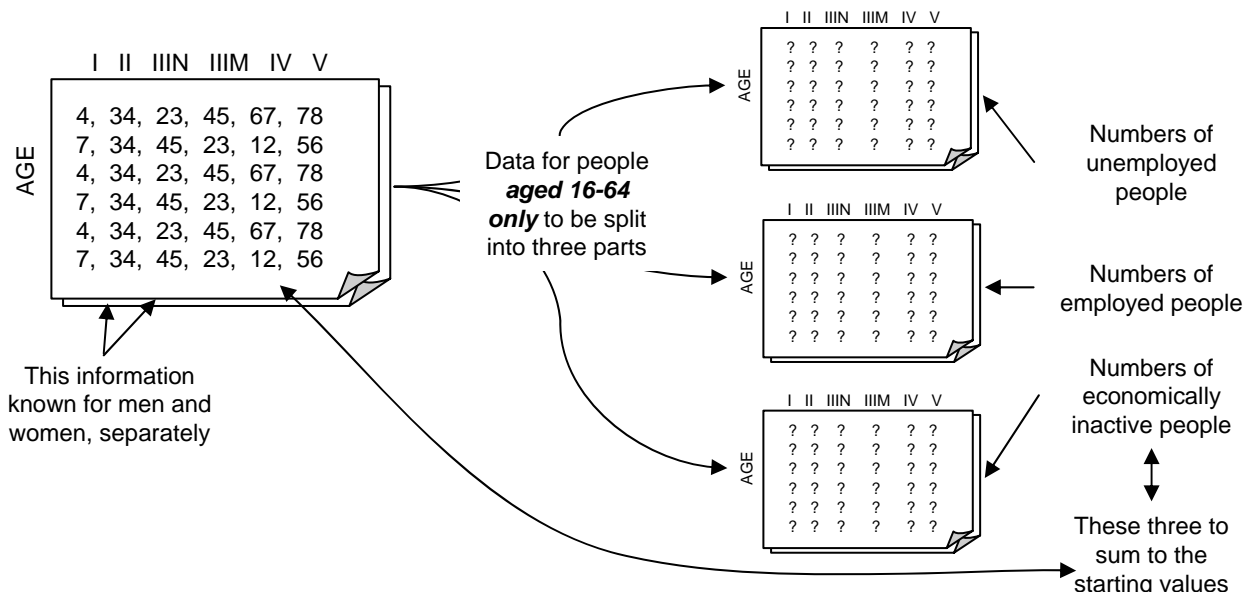 I II IIIN IIIM IV V
AGE
4, 34, 23, 45, 67, 78
7, 34, 45, 23, 12, 56
4, 34, 23, 45, 67, 78
7, 34, 45, 23, 12, 56
4, 34, 23, 45, 67, 78
7, 34, 45, 23, 12, 56
This information
known for men and
women, separately
Data for people
aged 16-64
only to be split
into three parts
I II IIIN IIIM IV V
AGE
? ? ? ? ? ?
? ? ? ? ? ?
? ? ? ? ? ?
? ? ? ? ? ?
? ? ? ? ? ?
? ? ? ? ? ?
Numbers of
unemployed
people
I II IIIN IIIM IV V
AGE
? ? ? ? ? ?
? ? ? ? ? ?
? ? ? ? ? ?
? ? ? ? ? ?
? ? ? ? ? ?
? ? ? ? ? ?
Numbers of
employed people
I II IIIN IIIM IV V
AGE
? ? ? ? ? ?
? ? ? ? ? ?
? ? ? ? ? ?
? ? ? ? ? ?
? ? ? ? ? ?
? ? ? ? ? ?
Numbers of
economically
inactive people
These three to
sum to the
starting values